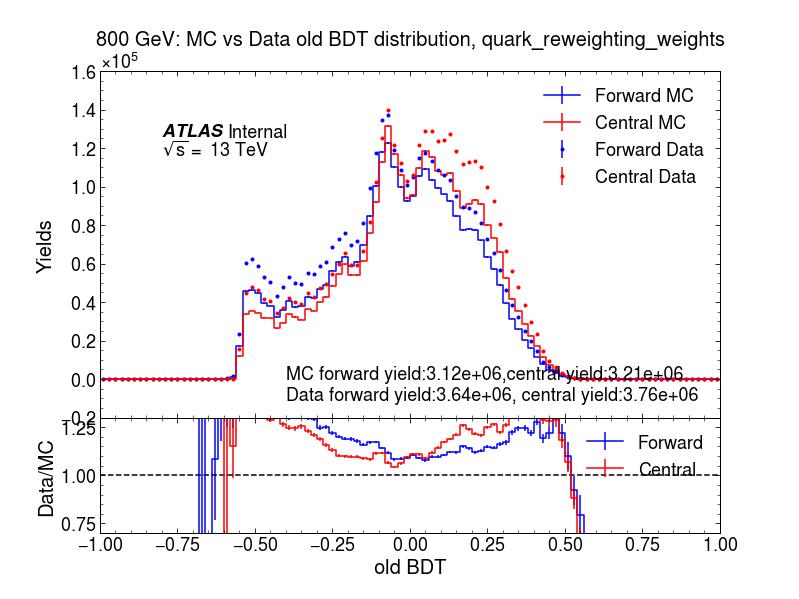 800 GeV: MC vs Data old BDT distribution, quark_reweighting_weights
×10⁵
1.6
1.4
1.2
1.0
0.8
0.6
0.4
0.2
0.0
0.2
Yields
ATLAS Internal
√s = 13 TeV
Forward MC
Central MC
Forward Data
Central Data
MC forward yield:3.12e+06,central yield:3.21e+06
Data forward yield:3.64e+06, central yield:3.76e+06
1.25
1.00
0.75
Data/MC
Forward
Central
−1.00 −0.75 −0.50 −0.25 0.00 0.25 0.50 0.75 1.00
old BDT